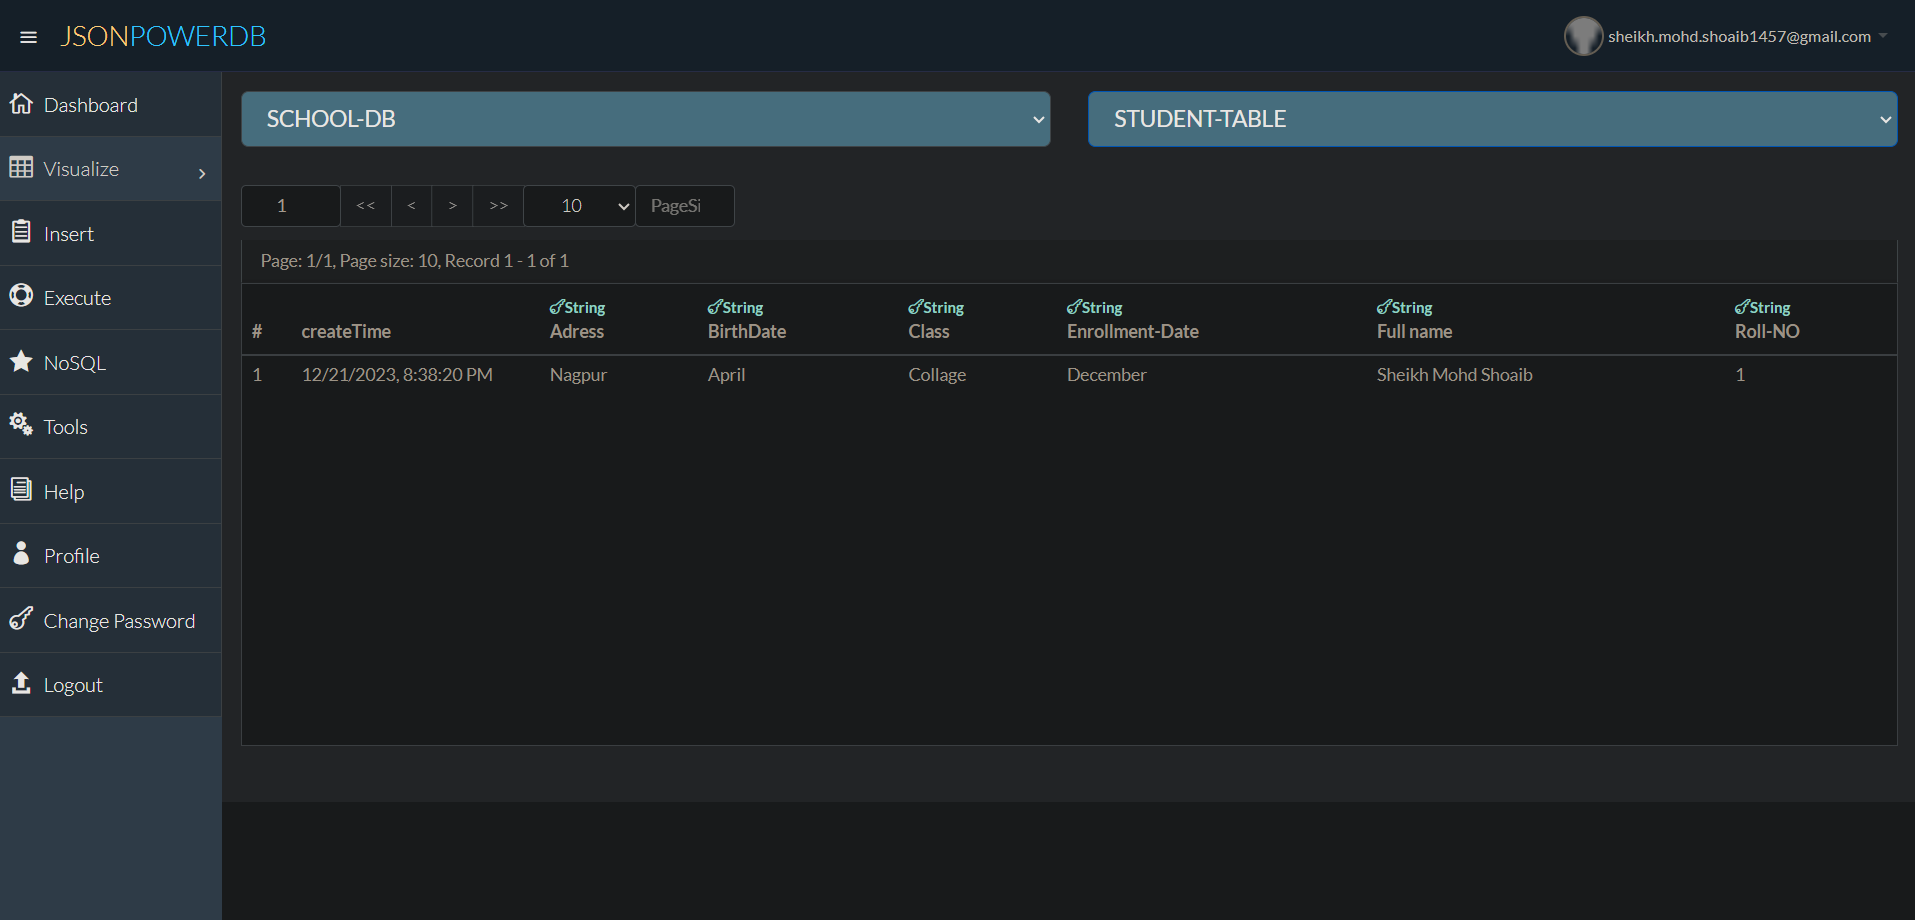 JSONPOWERDB
sheikh.mohd.shoaib1457@gmail.com
Dashboard
Visualize
Insert
Execute
NoSQL
Tools
Help
Profile
Change Password
Logout
SCHOOL-DB
STUDENT-TABLE
1 << < > >> 10 PageSi
Page: 1/1, Page size: 10, Record 1 - 1 of 1
String String String String String String
# createTime Adress BirthDate Class Enrollment-Date Full name Roll-NO
1 12/21/2023, 8:38:20 PM Nagpur April Collage December Sheikh Mohd Shoaib 1